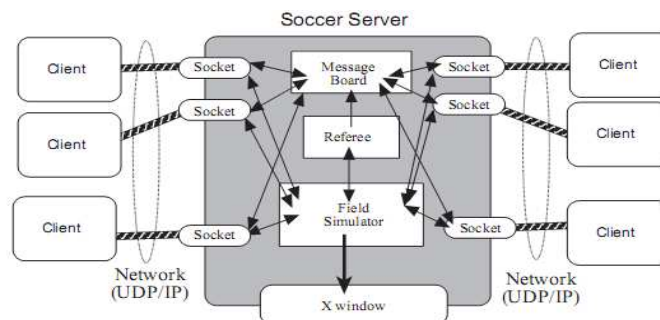 Soccer Server
Client
Socket
Message
Board
Socket
Client
Client
Socket
Socket
Client
Referee
Client
Socket
Field
Simulator
Socket
Client
Network
(UDP/IP)
Network
(UDP/IP)
X window